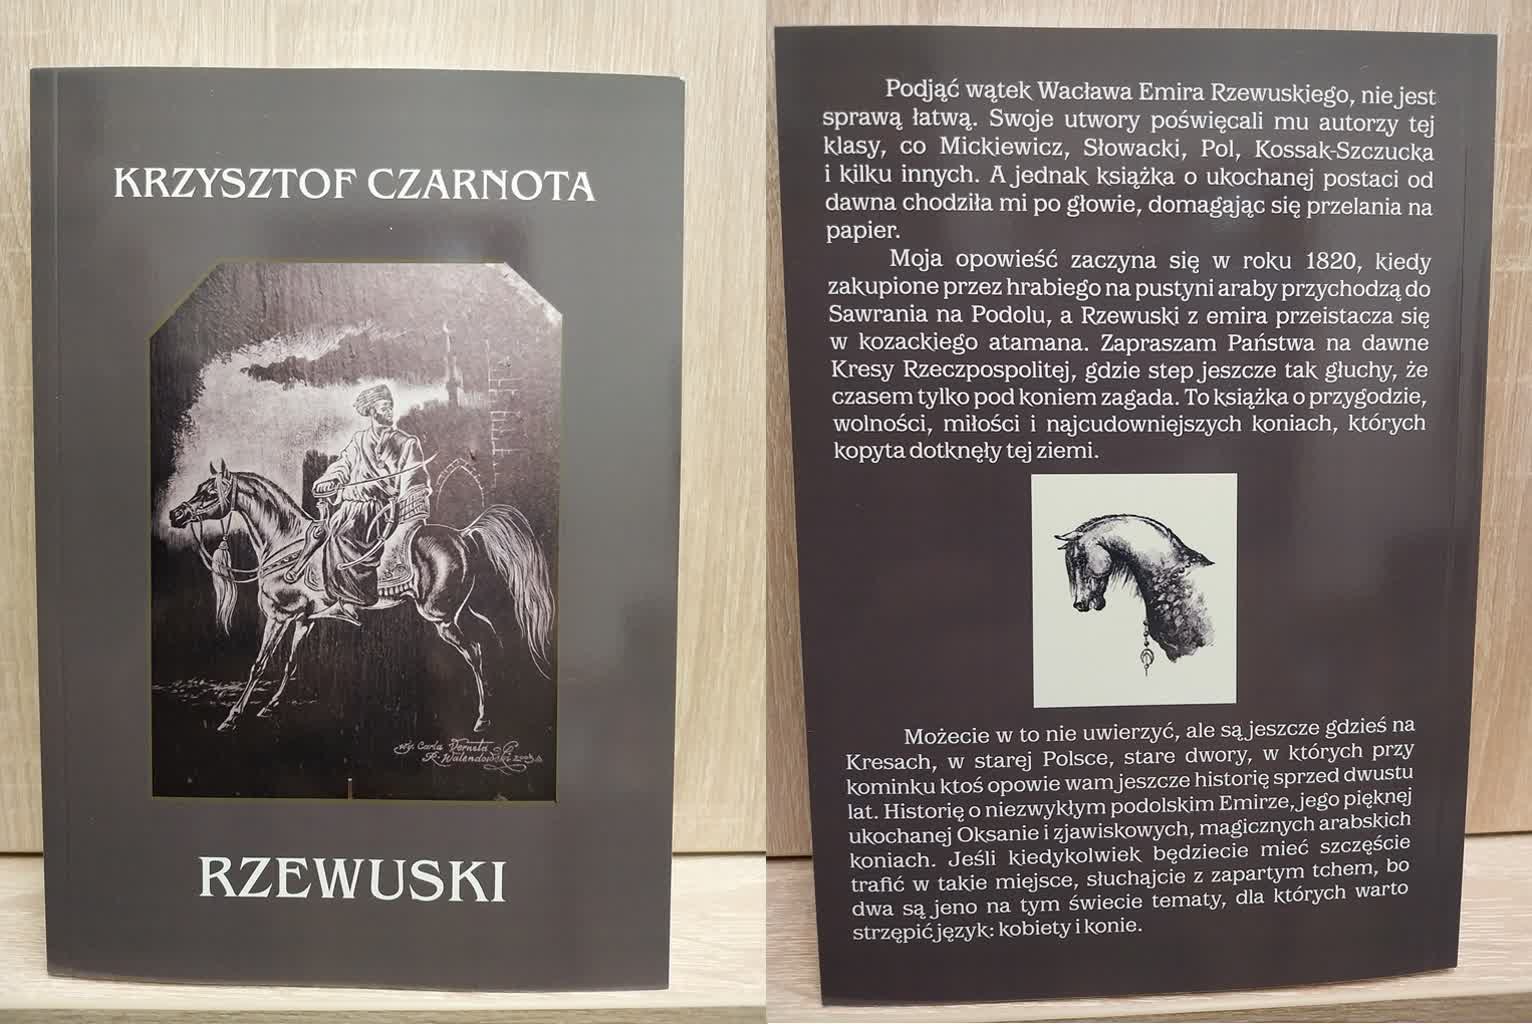 KRZYSZTOF CZARNOTA
wg. Carla Verneta
R. Walendowski 2003
RZEWUSKI
Podjąć wątek Wacława Emira Rzewuskiego, nie jest
sprawą łatwą. Swoje utwory poświęcali mu autorzy tej
klasy, co Mickiewicz, Słowacki, Pol, Kossak-Szczucka
i kilku innych. A jednak książka o ukochanej postaci od
dawna chodziła mi po głowie, domagając się przelania na
papier.
Moja opowieść zaczyna się w roku 1820, kiedy
zakupione przez hrabiego na pustyni araby przychodzą do
Sawrania na Podolu, a Rzewuski z emira przeistacza się
w kozackiego atamana. Zapraszam Państwa na dawne
Kresy Rzeczpospolitej, gdzie step jeszcze tak głuchy, że
czasem tylko pod koniem zagada. To książka o przygodzie,
wolności, miłości i najcudowniejszych koniach, których
kopyta dotknęły tej ziemi.
Możecie w to nie uwierzyć, ale są jeszcze gdzieś na
Kresach, w starej Polsce, stare dwory, w których przy
kominku ktoś opowie wam jeszcze historię sprzed dwustu
lat. Historię o niezwykłym podolskim Emirze, jego pięknej
ukochanej Oksanie i zjawiskowych, magicznych arabskich
koniach. Jeśli kiedykolwiek będziecie mieć szczęście
trafić w takie miejsce, słuchajcie z zapartym tchem, bo
dwa są jeno na tym świecie tematy, dla których warto
strzępić język: kobiety i konie.